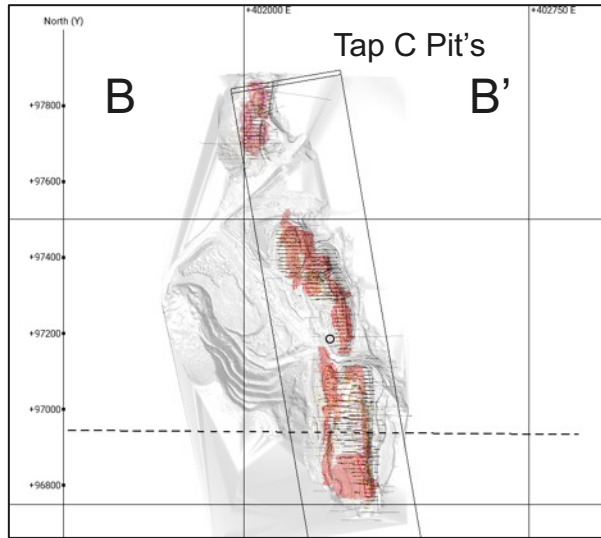 +402000 E
+402750 E
North (Y)
Tap C Pit’s
B
B’
+97800
+97600
+97400
+97200
+97000
+96800